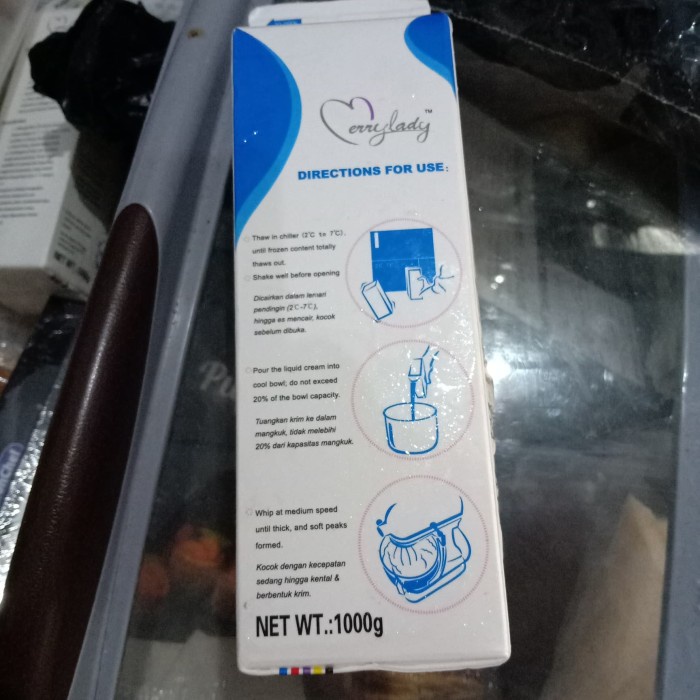 Merrylady™
DIRECTIONS FOR USE:
Thaw in chiller (2℃ to 7℃),
until frozen content totally
thaws out.
Shake well before opening
Dicairkan dalam lemari
pendingin (2℃-7℃),
hingga es mencair, kocok
sebelum dibuka.
Pour the liquid cream into
cool bowl, do not exceed
20% of the bowl capacity.
Tuangkan krim ke dalam
mangkuk, tidak melebihi
20% dari kapasitas mangkuk.
Whip at medium speed
until thick, and soft peaks
formed.
Kocok dengan kecepatan
sedang hingga kental &
berbentuk krim.
NET WT.:1000g